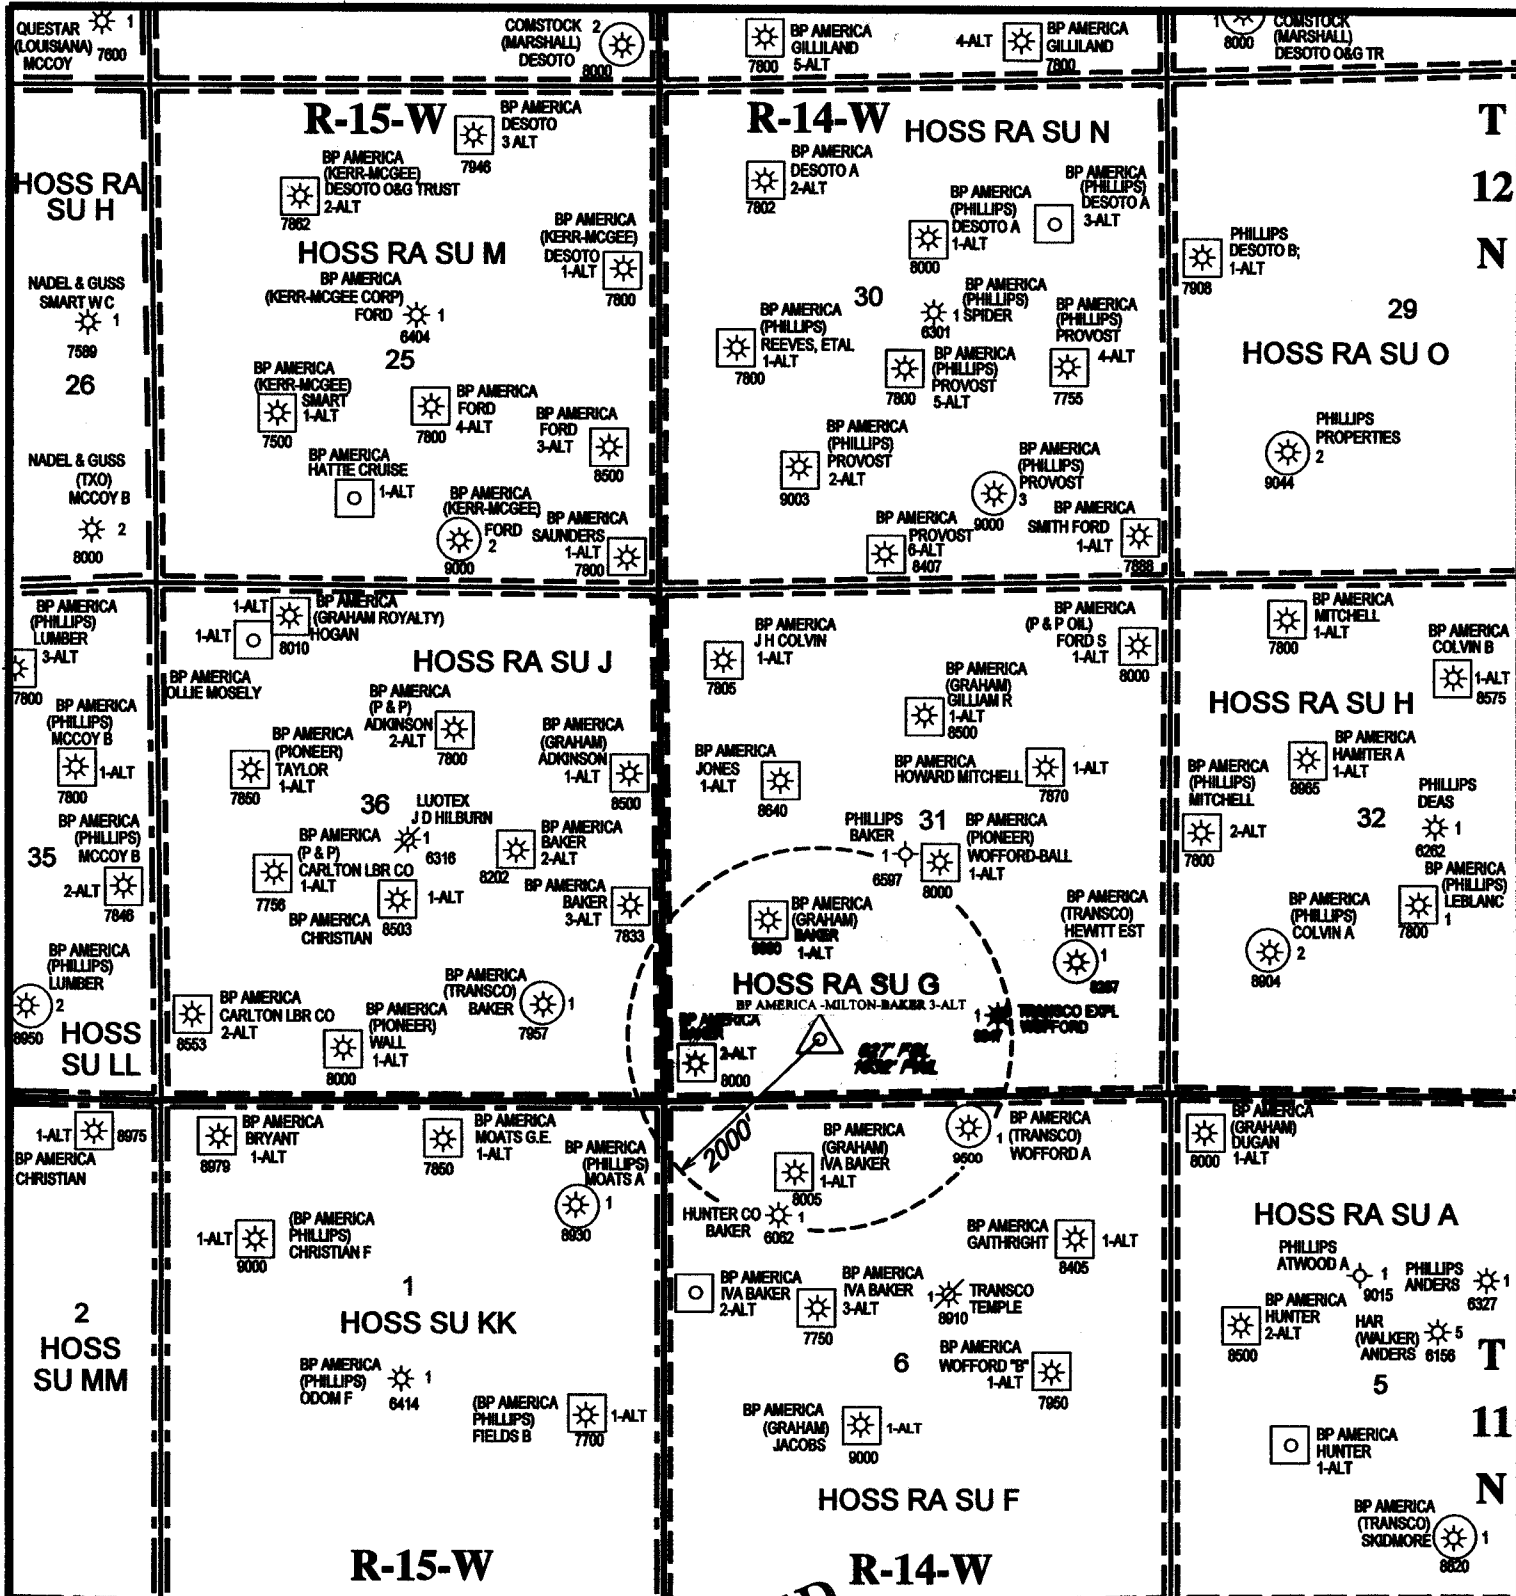 QUESTAR
(LOUISIANA)
MCCOY
1
7600
COMSTOCK 2
(MARSHALL)
DESOTO
8000
BP AMERICA
GILLILAND
5-ALT
7800
4-ALT
BP AMERICA
GILLILAND
7800
1
8000
COMSTOCK
(MARSHALL)
DESOTO O&G TR
HOSS RA
SU H
NADEL & GUSS
SMART W C
1
7589
26
NADEL & GUSS
(TXO)
MCCOY B
2
8000
R-15-W
BP AMERICA
DESOTO
3 ALT
7946
BP AMERICA
(KERR-MCGEE)
DESOTO O&G TRUST
2-ALT
7862
HOSS RA SU M
BP AMERICA
(KERR-MCGEE)
DESOTO
1-ALT
7800
BP AMERICA
(KERR-MCGEE CORP)
FORD
1
6404
25
BP AMERICA
(KERR-MCGEE)
SMART
1-ALT
7500
BP AMERICA
FORD
4-ALT
7800
BP AMERICA
FORD
3-ALT
8500
BP AMERICA
HATTIE CRUISE
1-ALT
BP AMERICA
(KERR-MCGEE)
FORD
2
9000
BP AMERICA
SAUNDERS
1-ALT
7800
R-14-W
HOSS RA SU N
BP AMERICA
DESOTO A
2-ALT
7802
BP AMERICA
(PHILLIPS)
DESOTO A
1-ALT
8000
BP AMERICA
(PHILLIPS)
DESOTO A
3-ALT
30
BP AMERICA
(PHILLIPS)
1 SPIDER
6301
BP AMERICA
(PHILLIPS)
REEVES, ETAL
1-ALT
7800
BP AMERICA
(PHILLIPS)
PROVOST
5-ALT
7800
BP AMERICA
(PHILLIPS)
PROVOST
4-ALT
7755
BP AMERICA
(PHILLIPS)
PROVOST
2-ALT
9003
BP AMERICA
(PHILLIPS)
PROVOST
3
9000
BP AMERICA
PROVOST
6-ALT
8407
BP AMERICA
SMITH FORD
1-ALT
7888
T
12
N
PHILLIPS
DESOTO B;
1-ALT
7908
29
HOSS RA SU O
PHILLIPS
PROPERTIES
2
9044
BP AMERICA
(PHILLIPS)
LUMBER
3-ALT
7800
BP AMERICA
(PHILLIPS)
MCCOY B
1-ALT
7800
BP AMERICA
(PHILLIPS)
MCCOY B
35
2-ALT
7846
BP AMERICA
(PHILLIPS)
LUMBER
2
8950
HOSS
SU LL
1-ALT
BP AMERICA
(GRAHAM ROYALTY)
HOGAN
8010
1-ALT
BP AMERICA
OLLIE MOSELY
HOSS RA SU J
BP AMERICA
(P & P)
ADKINSON
2-ALT
7800
BP AMERICA
(PIONEER)
TAYLOR
1-ALT
7850
BP AMERICA
(GRAHAM)
ADKINSON
1-ALT
8500
36
LUOTEX
J D HILBURN
1
6316
BP AMERICA
(P & P)
CARLTON LBR CO
1-ALT
7756
BP AMERICA
BAKER
2-ALT
8202
BP AMERICA
CHRISTIAN
1-ALT
8503
BP AMERICA
BAKER
3-ALT
7833
BP AMERICA
CARLTON LBR CO
2-ALT
8553
BP AMERICA
(PIONEER)
WALL
1-ALT
8000
BP AMERICA
(TRANSCO)
BAKER
1
7957
BP AMERICA
J H COLVIN
1-ALT
7805
BP AMERICA
(P & P OIL)
FORD S
1-ALT
8000
BP AMERICA
(GRAHAM)
GILLIAM R
1-ALT
8500
BP AMERICA
JONES
1-ALT
8640
BP AMERICA
HOWARD MITCHELL
1-ALT
7870
PHILLIPS
BAKER
1
6597
31
BP AMERICA
(PIONEER)
WOFFORD-BALL
1-ALT
8000
BP AMERICA
(GRAHAM)
BAKER
1-ALT
BP AMERICA
(TRANSCO)
HEWITT EST
1
HOSS RA SU G
BP AMERICA -MILTON-BAKER 3-ALT
BP AMERICA
BAKER
2-ALT
8000
1
TRANSCO EXPL
WOFFORD
2000'
BP AMERICA
MITCHELL
1-ALT
7800
BP AMERICA
COLVIN B
1-ALT
8575
HOSS RA SU H
BP AMERICA
HAMITER A
1-ALT
8965
BP AMERICA
(PHILLIPS)
MITCHELL
2-ALT
7800
32
PHILLIPS
DEAS
1
6262
BP AMERICA
(PHILLIPS)
LEBLANC
1
7800
BP AMERICA
(PHILLIPS)
COLVIN A
2
8904
1-ALT
8975
BP AMERICA
CHRISTIAN
2
HOSS
SU MM
BP AMERICA
BRYANT
1-ALT
8979
BP AMERICA
MOATS G.E.
1-ALT
7850
BP AMERICA
(PHILLIPS)
MOATS A
1
8930
1-ALT
(BP AMERICA
PHILLIPS)
CHRISTIAN F
9000
1
HOSS SU KK
BP AMERICA
(PHILLIPS)
ODOM F
1
6414
(BP AMERICA
PHILLIPS)
FIELDS B
1-ALT
7700
R-15-W
BP AMERICA
(GRAHAM)
IVA BAKER
1-ALT
8005
1
BP AMERICA
(TRANSCO)
WOFFORD A
9500
HUNTER CO
BAKER
1
6062
BP AMERICA
GAITHRIGHT
1-ALT
8405
BP AMERICA
IVA BAKER
2-ALT
BP AMERICA
IVA BAKER
3-ALT
7750
1
TRANSCO
TEMPLE
8910
6
BP AMERICA
WOFFORD "B"
1-ALT
7950
BP AMERICA
(GRAHAM)
JACOBS
1-ALT
9000
HOSS RA SU F
R-14-W
BP AMERICA
(GRAHAM)
DUGAN
1-ALT
8000
HOSS RA SU A
PHILLIPS
ATWOOD A
1
9015
PHILLIPS
ANDERS
1
6327
BP AMERICA
HUNTER
2-ALT
8500
HAR
(WALKER)
ANDERS
5
6156
5
T
11
N
BP AMERICA
HUNTER
1-ALT
BP AMERICA
(TRANSCO)
SKIDMORE
1
8620